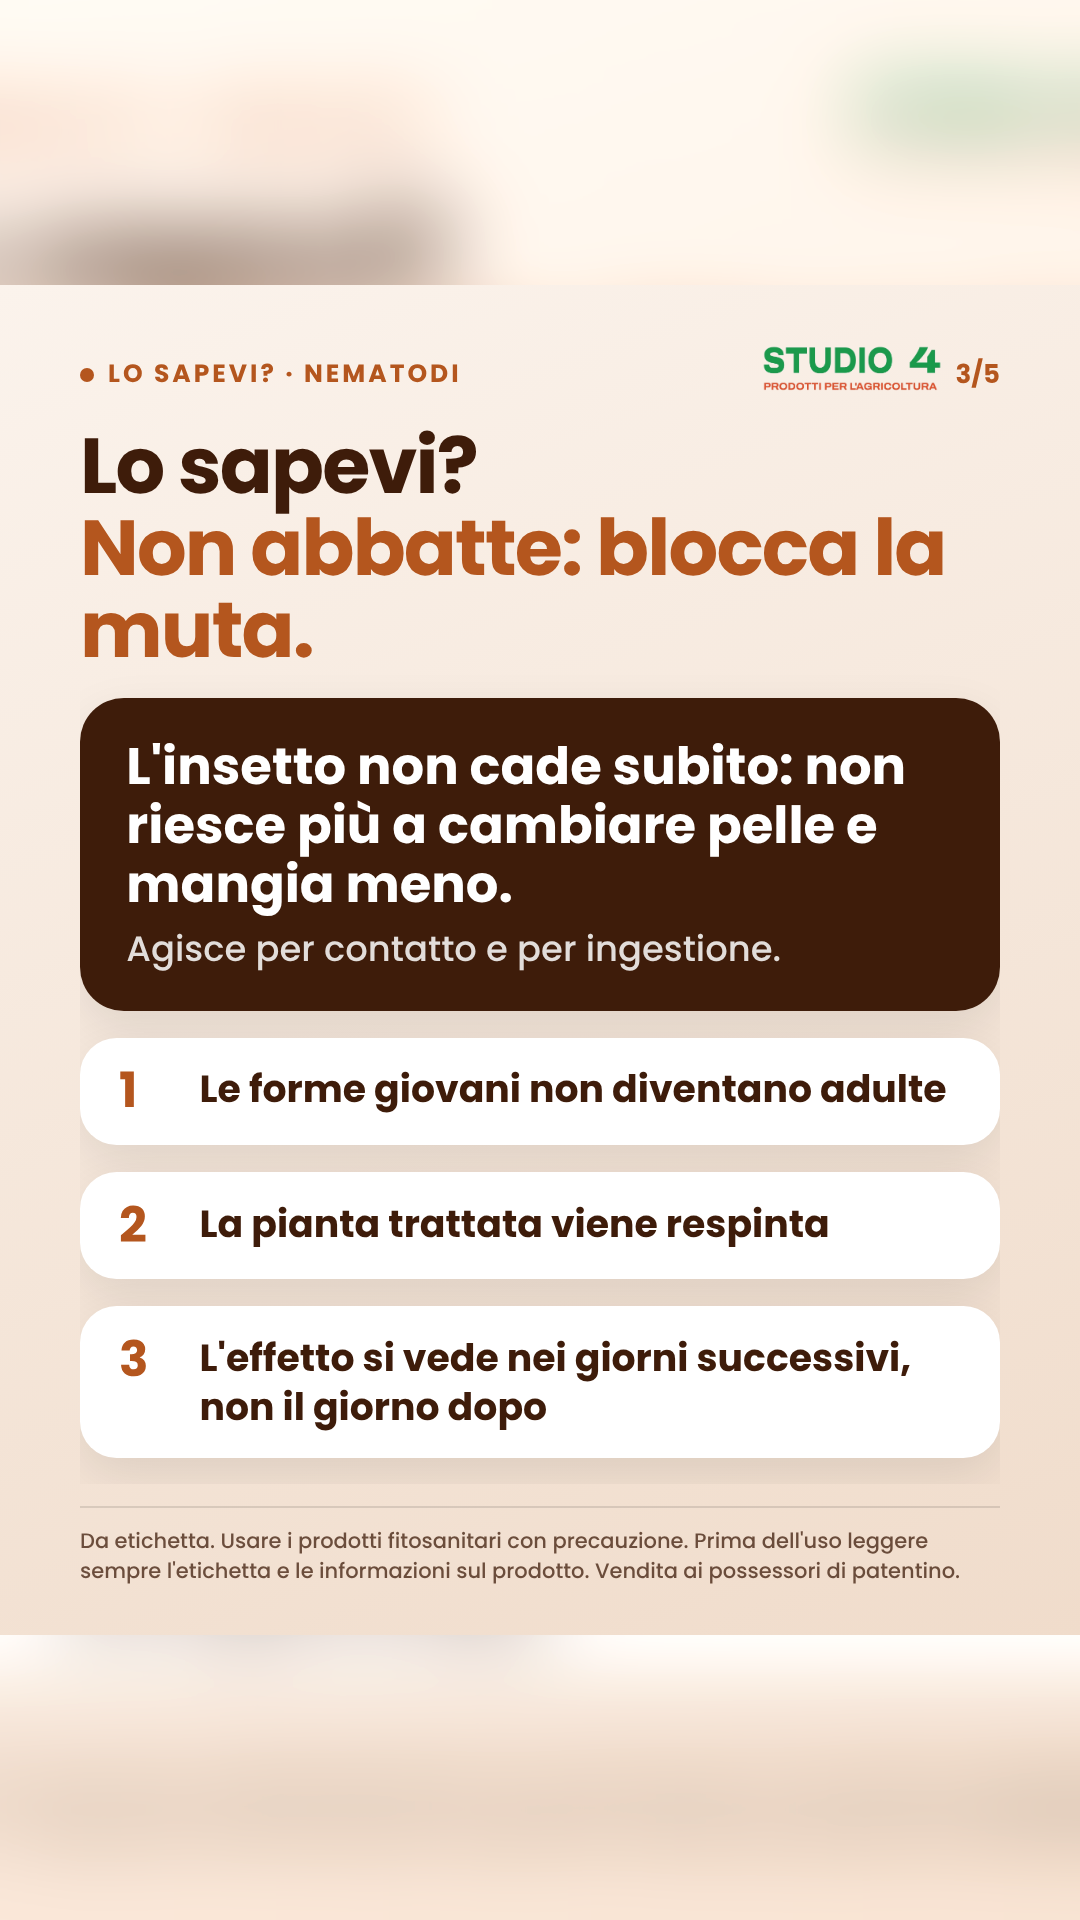 LO SAPEVI? · NEMATODI
STUDIO 4
PRODOTTI PER L'AGRICOLTURA
3/5
Lo sapevi?
Non abbatte: blocca la
muta.
L'insetto non cade subito: non
riesce più a cambiare pelle e
mangia meno.
Agisce per contatto e per ingestione.
1 Le forme giovani non diventano adulte
2 La pianta trattata viene respinta
3 L'effetto si vede nei giorni successivi,
non il giorno dopo
Da etichetta. Usare i prodotti fitosanitari con precauzione. Prima dell'uso leggere
sempre l'etichetta e le informazioni sul prodotto. Vendita ai possessori di patentino.